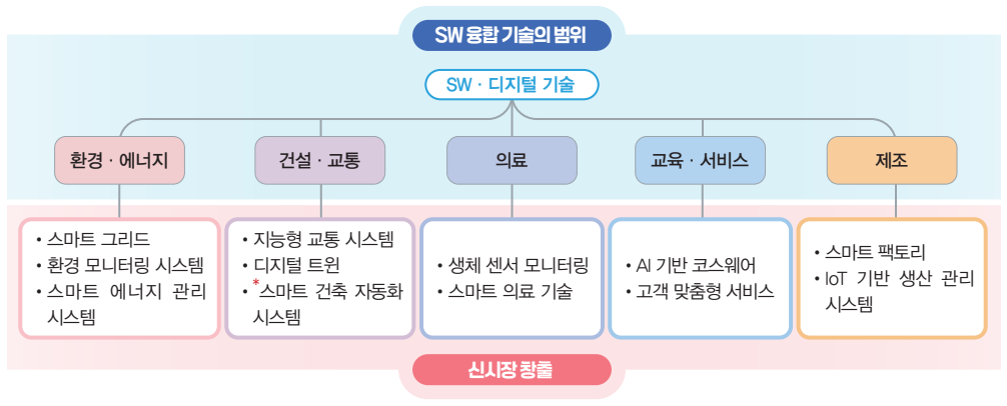 SW 융합 기술의 범위
SW · 디지털 기술
환경 · 에너지
건설 · 교통
의료
교육 · 서비스
제조
• 스마트 그리드
• 환경 모니터링 시스템
• 스마트 에너지 관리
시스템
• 지능형 교통 시스템
• 디지털 트윈
• *스마트 건축 자동화
시스템
• 생체 센서 모니터링
• 스마트 의료 기술
• AI 기반 코스웨어
• 고객 맞춤형 서비스
• 스마트 팩토리
• IoT 기반 생산 관리
시스템
신시장 창출